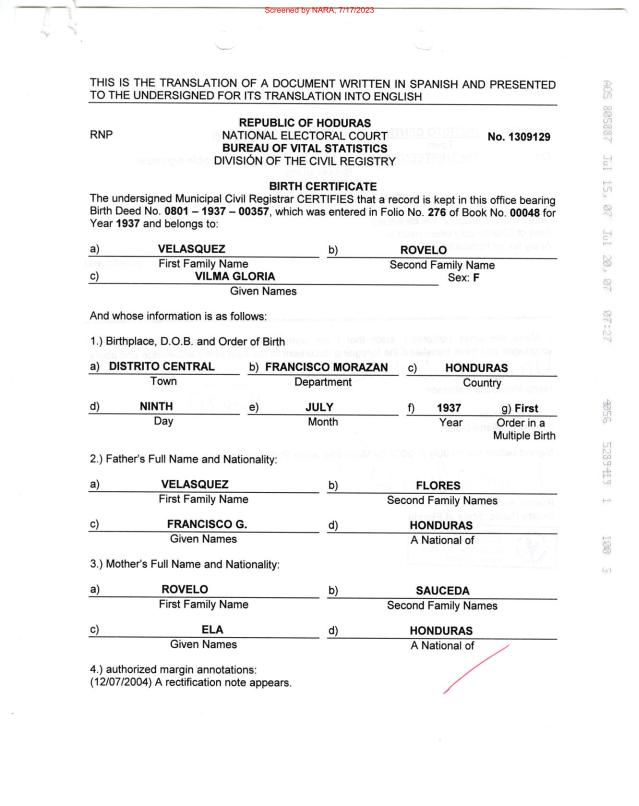 Screened by NARA, 7/17/2023
THIS IS THE TRANSLATION OF A DOCUMENT WRITTEN IN SPANISH AND PRESENTED
TO THE UNDERSIGNED FOR ITS TRANSLATION INTO ENGLISH
REPUBLIC OF HODURAS
RNP NATIONAL ELECTORAL COURT No. 1309129
BUREAU OF VITAL STATISTICS
DIVISIÓN OF THE CIVIL REGISTRY
BIRTH CERTIFICATE
The undersigned Municipal Civil Registrar CERTIFIES that a record is kept in this office bearing
Birth Deed No. 0801 – 1937 – 00357, which was entered in Folio No. 276 of Book No. 00048 for
Year 1937 and belongs to:
a) VELASQUEZ b) ROVELO
First Family Name Second Family Name
c) VILMA GLORIA Sex: F
Given Names
And whose information is as follows:
1.) Birthplace, D.O.B. and Order of Birth
a) DISTRITO CENTRAL b) FRANCISCO MORAZAN c) HONDURAS
Town Department Country
d) NINTH e) JULY f) 1937 g) First
Day Month Year Order in a
Multiple Birth
2.) Father's Full Name and Nationality:
a) VELASQUEZ b) FLORES
First Family Name Second Family Names
c) FRANCISCO G. d) HONDURAS
Given Names A National of
3.) Mother's Full Name and Nationality:
a) ROVELO b) SAUCEDA
First Family Name Second Family Names
c) ELA d) HONDURAS
Given Names A National of
4.) authorized margin annotations:
(12/07/2004) A rectification note appears.
Jul 15, 07 Jul 20, 07 07:27